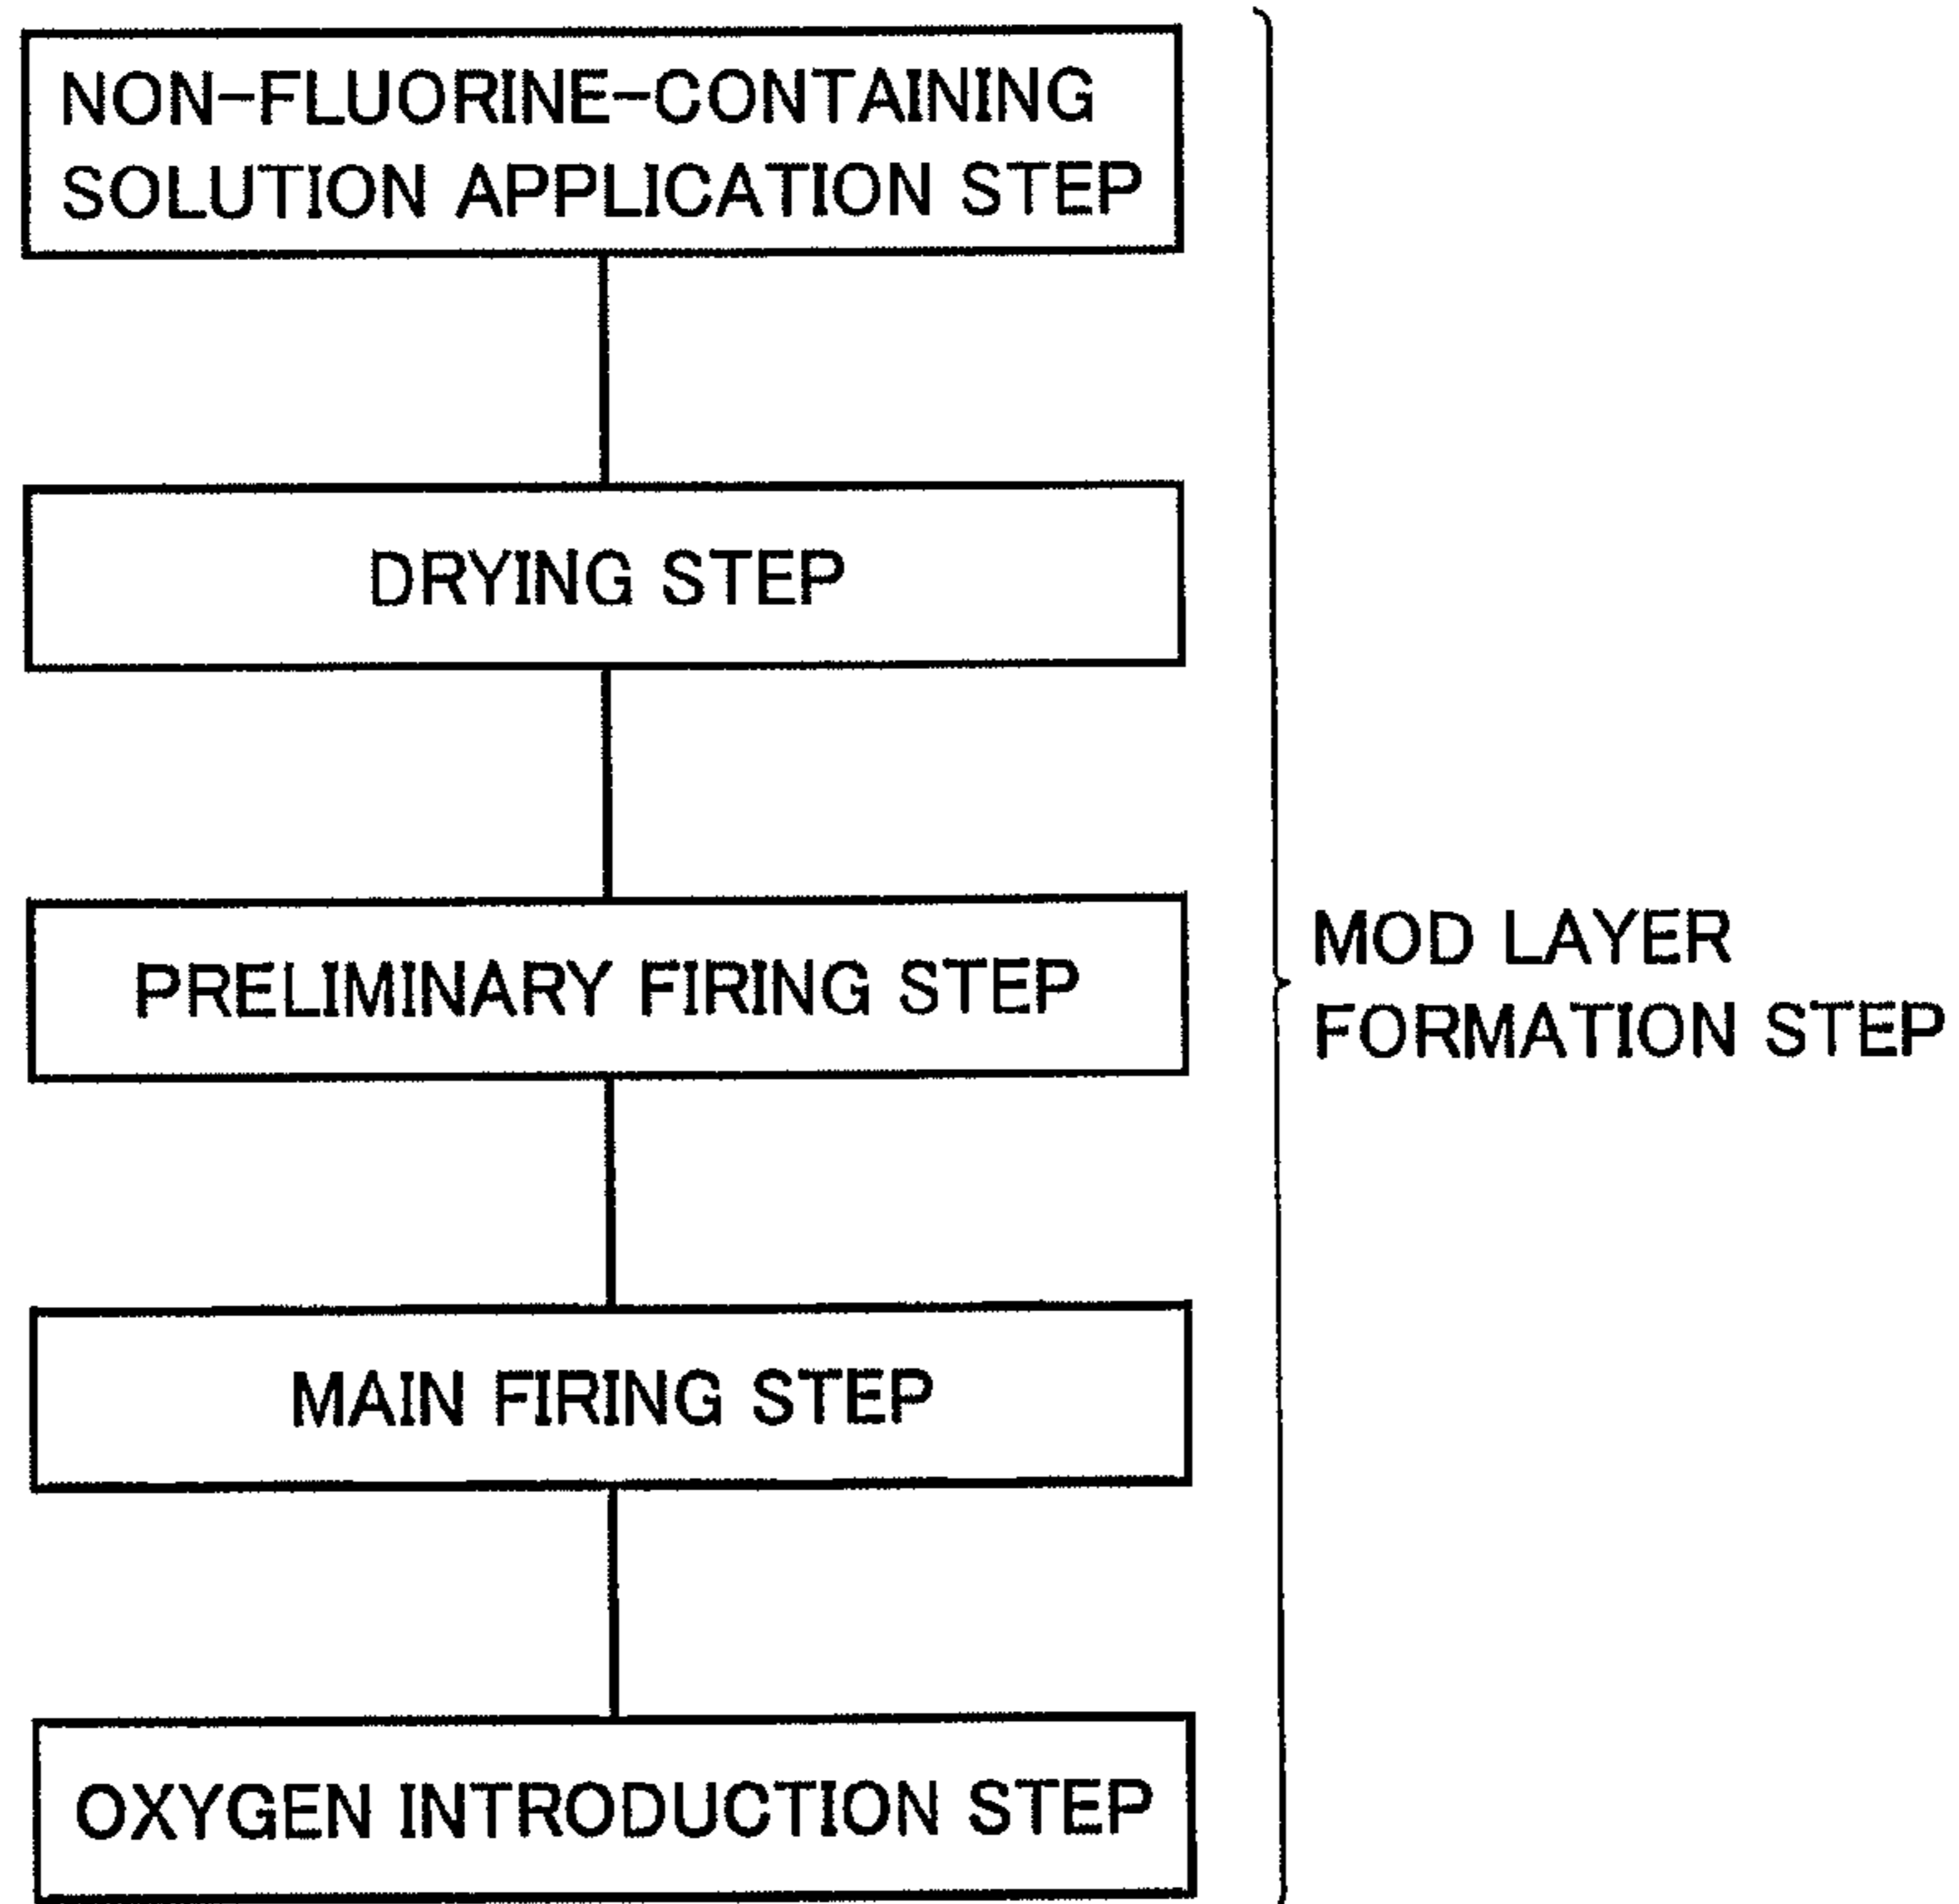 NON-FLUORINE-CONTAINING
SOLUTION APPLICATION STEP
DRYING STEP
PRELIMINARY FIRING STEP
MOD LAYER
FORMATION STEP
MAIN FIRING STEP
OXYGEN INTRODUCTION STEP